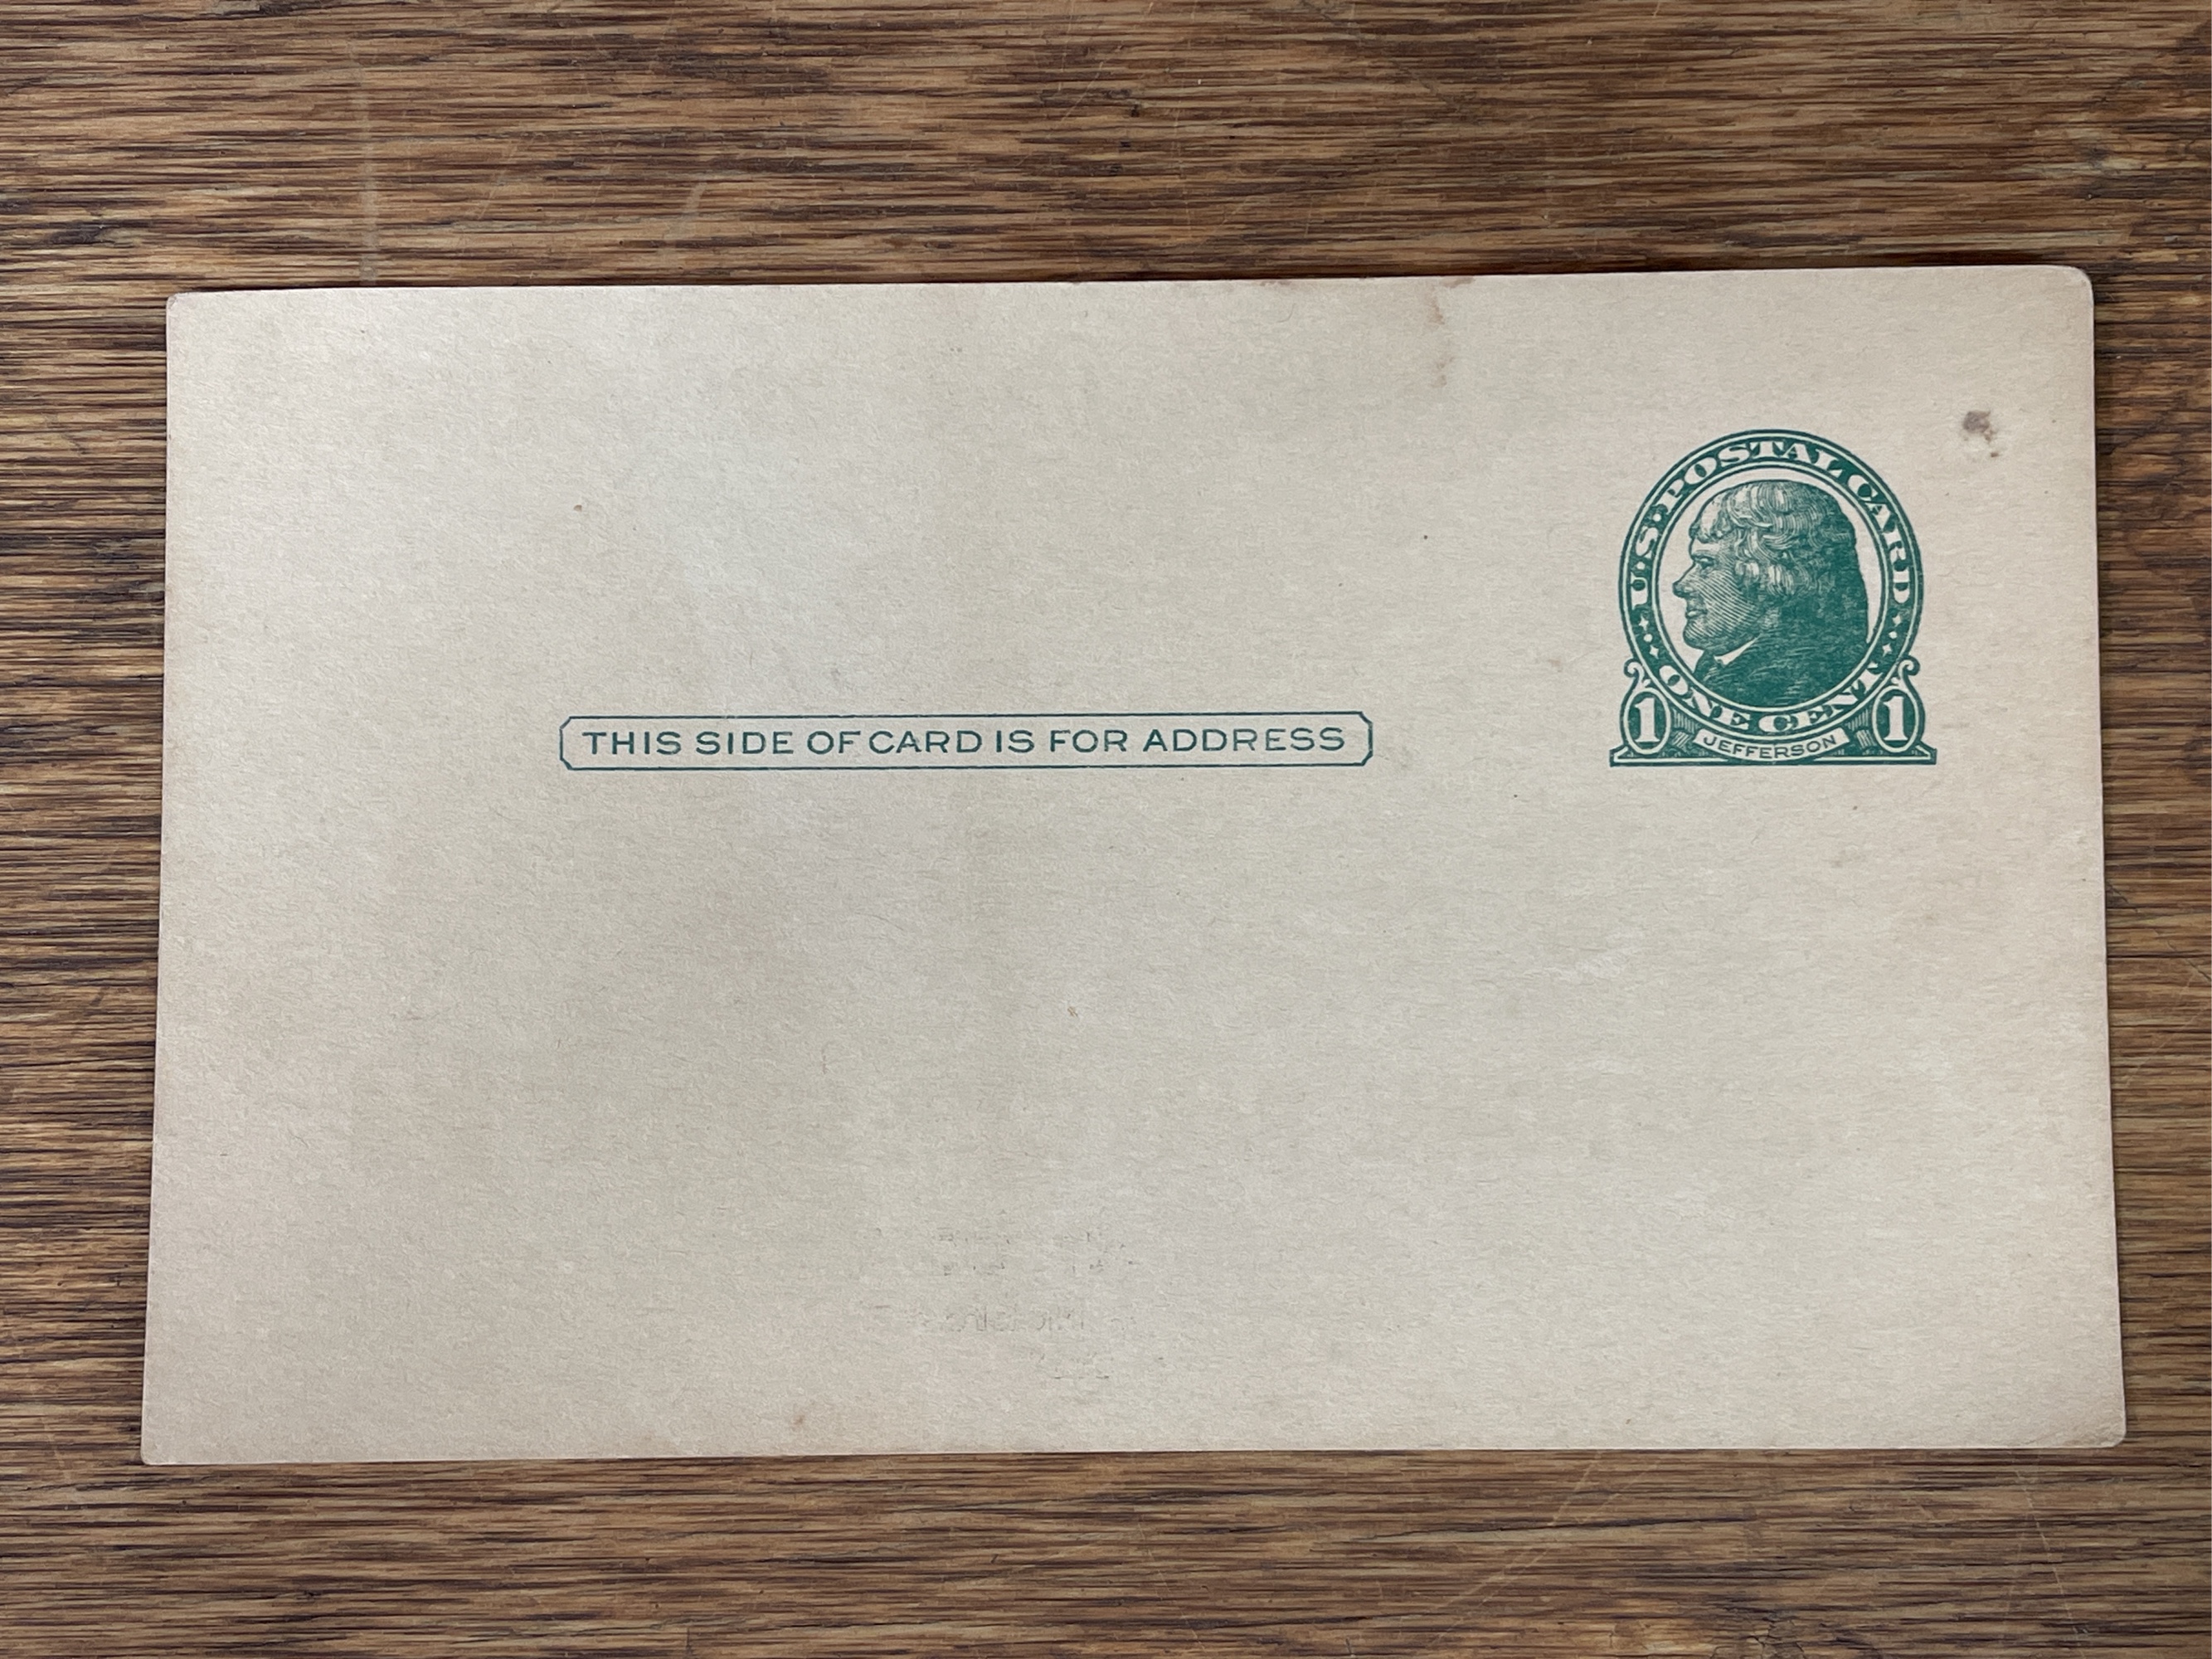 U.S. POSTAL CARD
THIS SIDE OF CARD IS FOR ADDRESS
ONE CENT
1 JEFFERSON 1